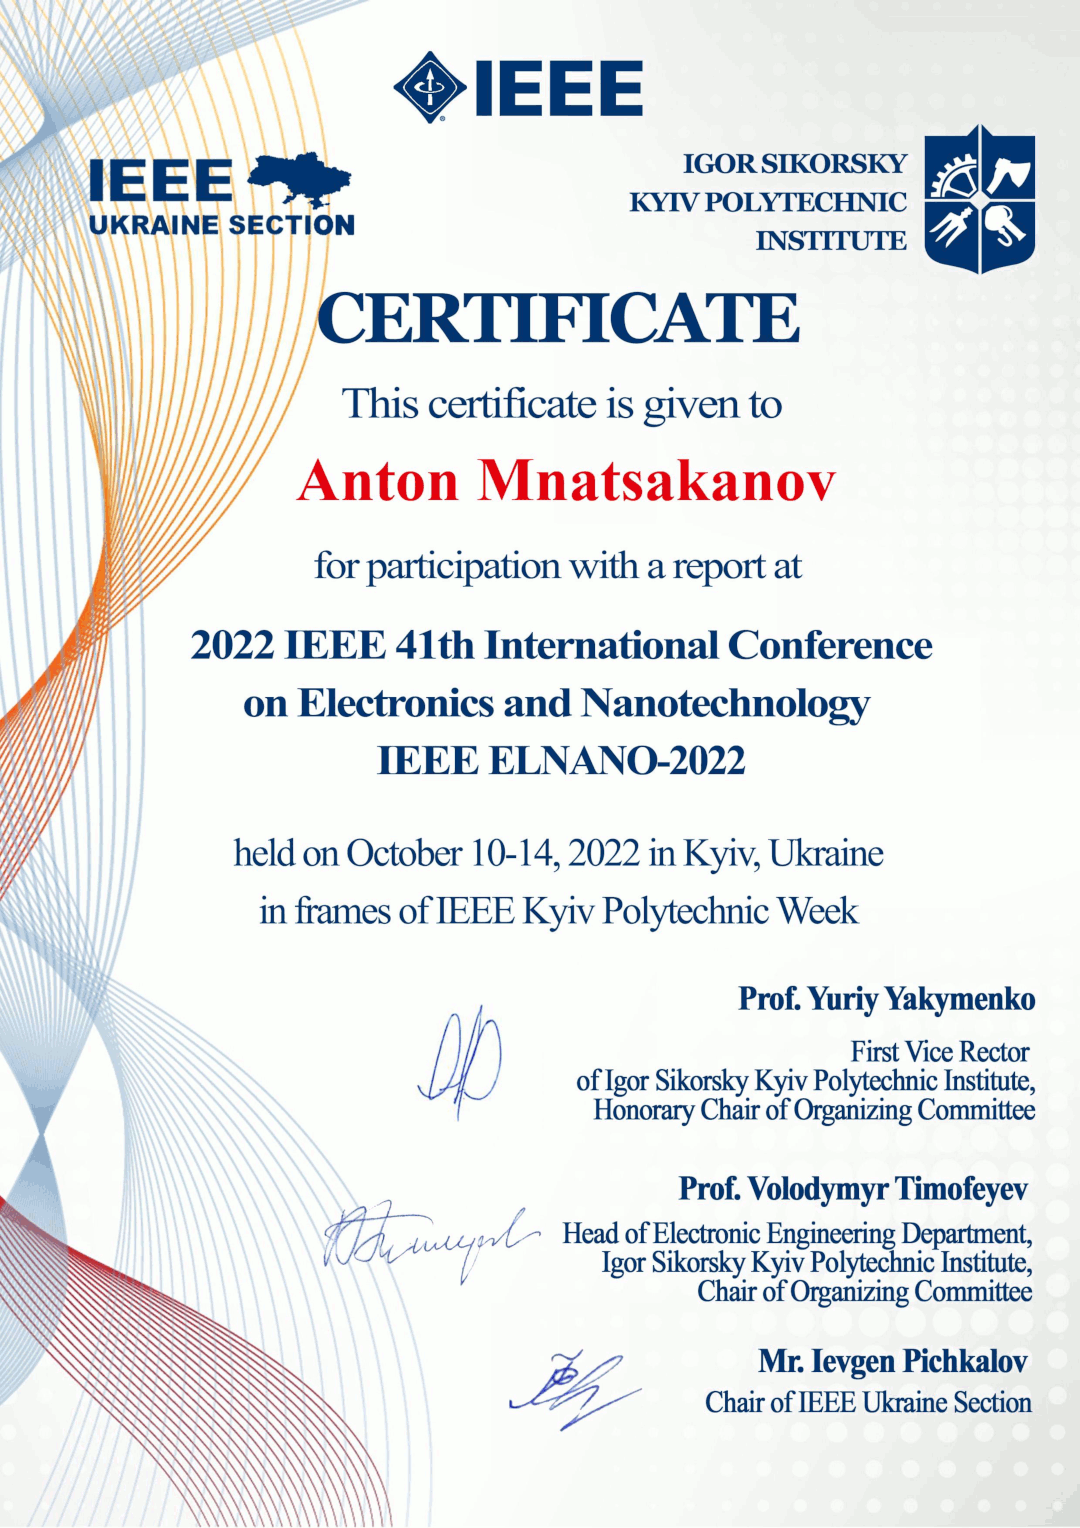 IEEE
IEEE
UKRAINE SECTION
IGOR SIKORSKY
KYIV POLYTECHNIC
INSTITUTE
CERTIFICATE
This certificate is given to
Anton Mnatsakanov
for participation with a report at
2022 IEEE 41th International Conference
on Electronics and Nanotechnology
IEEE ELNANO-2022
held on October 10-14, 2022 in Kyiv, Ukraine
in frames of IEEE Kyiv Polytechnic Week
Prof. Yuriy Yakymenko
First Vice Rector
of Igor Sikorsky Kyiv Polytechnic Institute,
Honorary Chair of Organizing Committee
Prof. Volodymyr Timofeyev
Head of Electronic Engineering Department,
Igor Sikorsky Kyiv Polytechnic Institute,
Chair of Organizing Committee
Mr. Ievgen Pichkalov
Chair of IEEE Ukraine Section